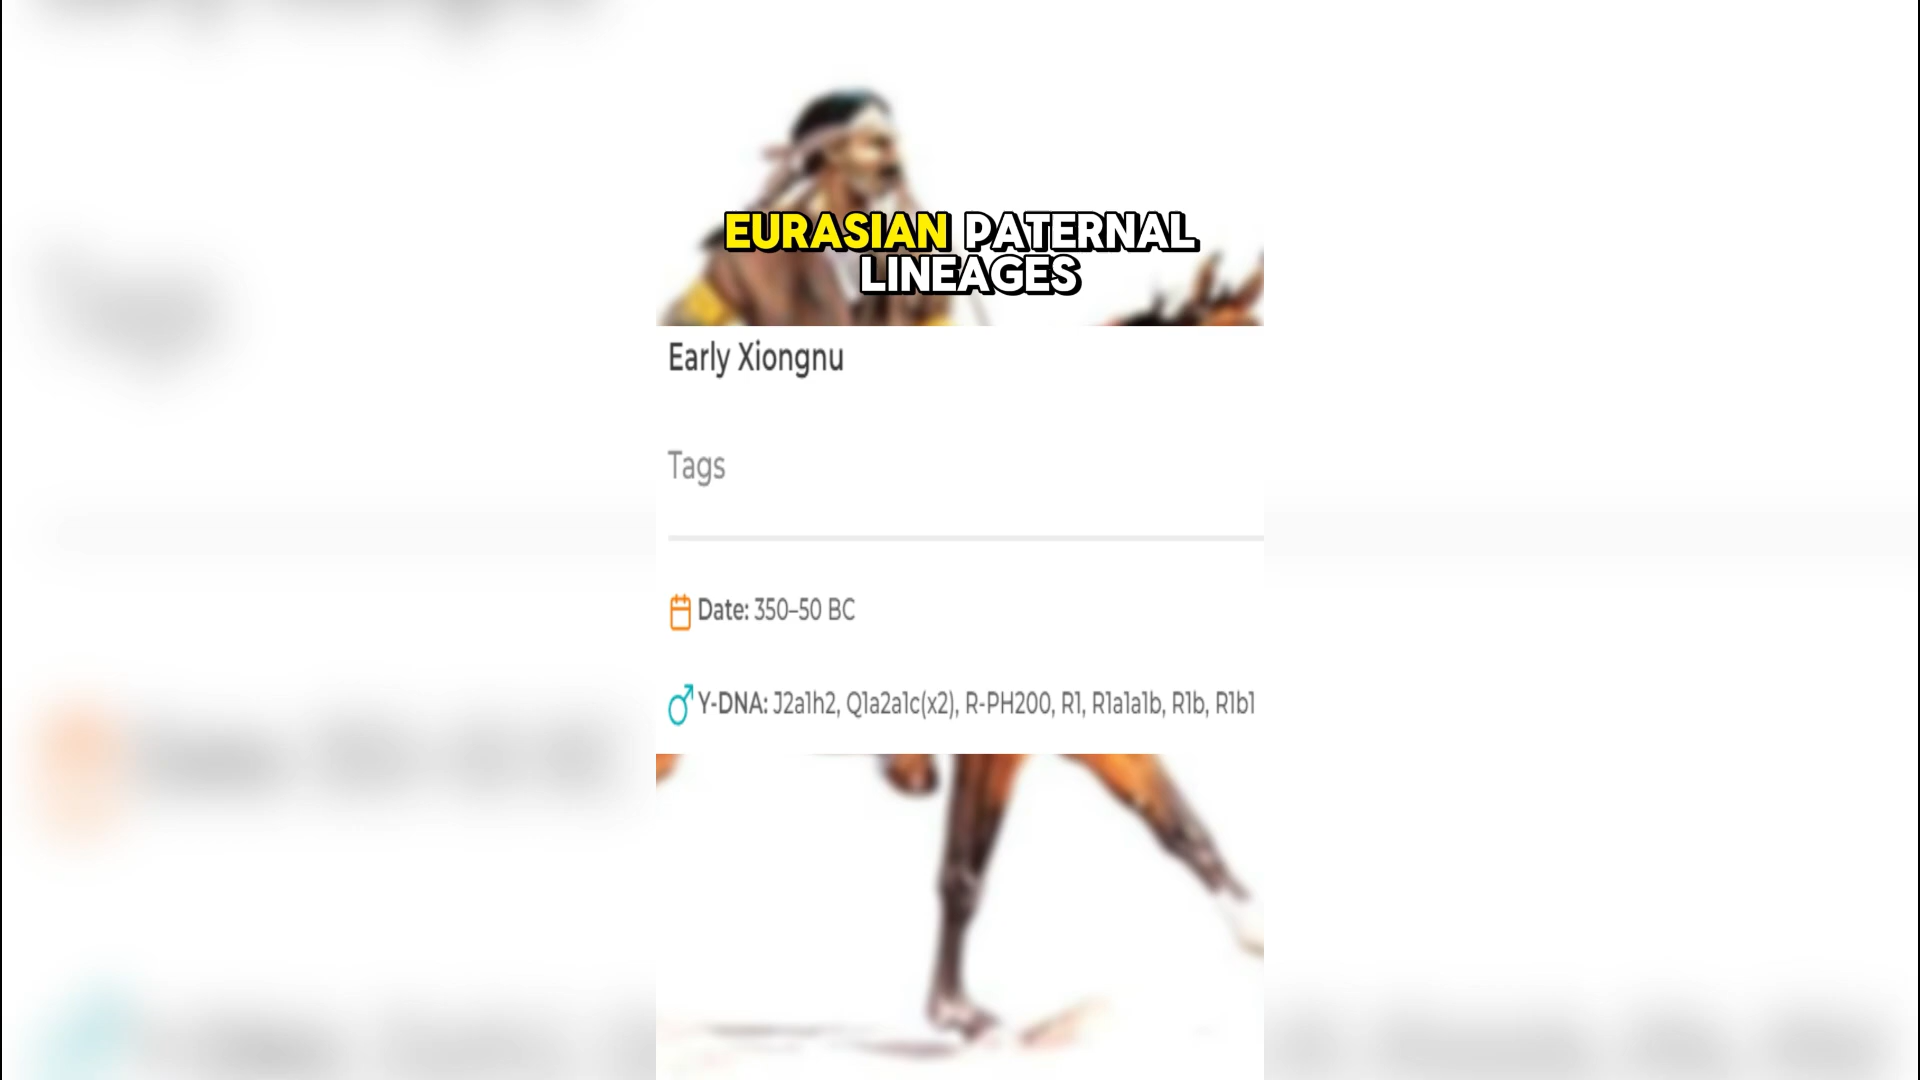 EURASIAN PATERNAL
LINEAGES
Early Xiongnu
Tags
Date: 350–50 BC
Y-DNA: J2a1h2, Q1a2a1c(x2), R-PH200, R1, R1a1a1b, R1b, R1b1